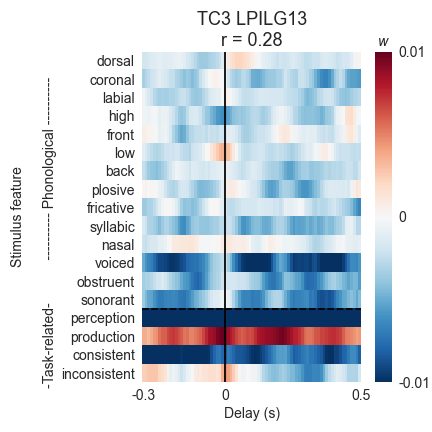 TC3 LPILG13
r = 0.28
w
dorsal
coronal
labial
high
front
low
back
plosive
fricative
syllabic
nasal
voiced
obstruent
sonorant
perception
production
consistent
inconsistent
Stimulus feature
-Task-related- ----------- Phonological ----------
-0.3 0 0.5
Delay (s)
0.01
0
-0.01